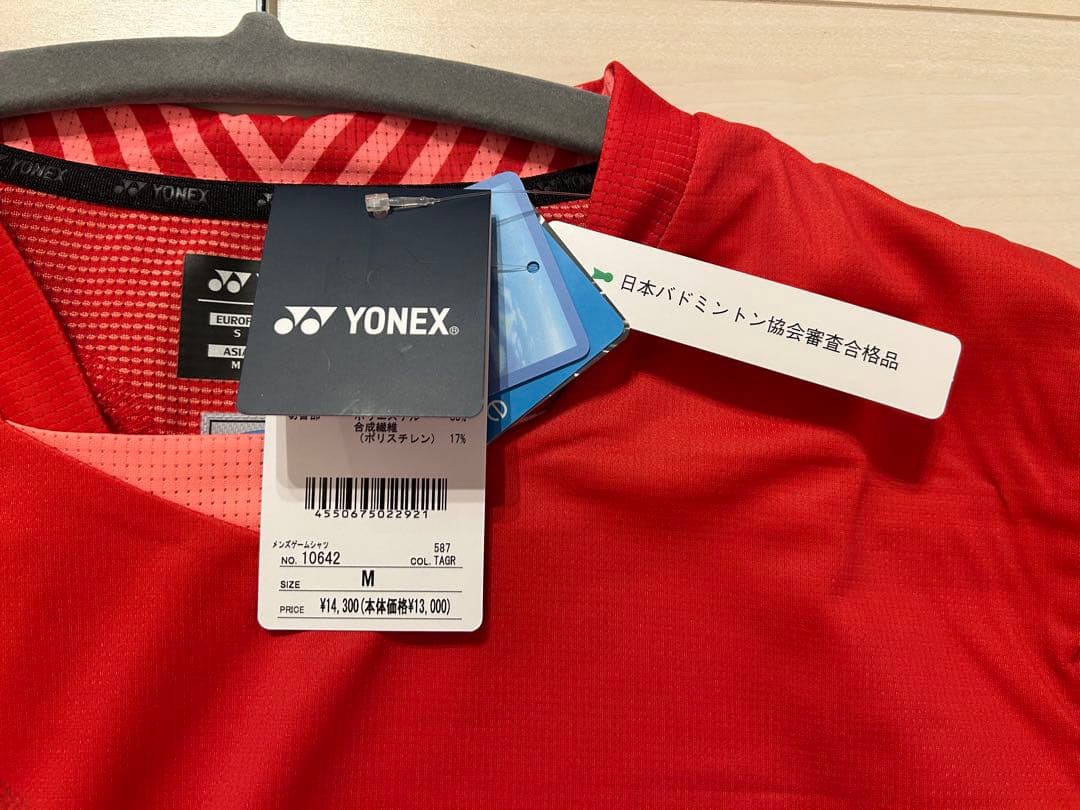 YONEX
YONEX
EUROP
S
ASIA
M
YONEX®
日本バドミントン協会審査合格品
合成繊維
(ポリスチレン) 17%
4550675022921
メンズゲームシャツ 587
NO. 10642 COL. TAGR
SIZE M
PRICE ¥14,300(本体価格¥13,000)